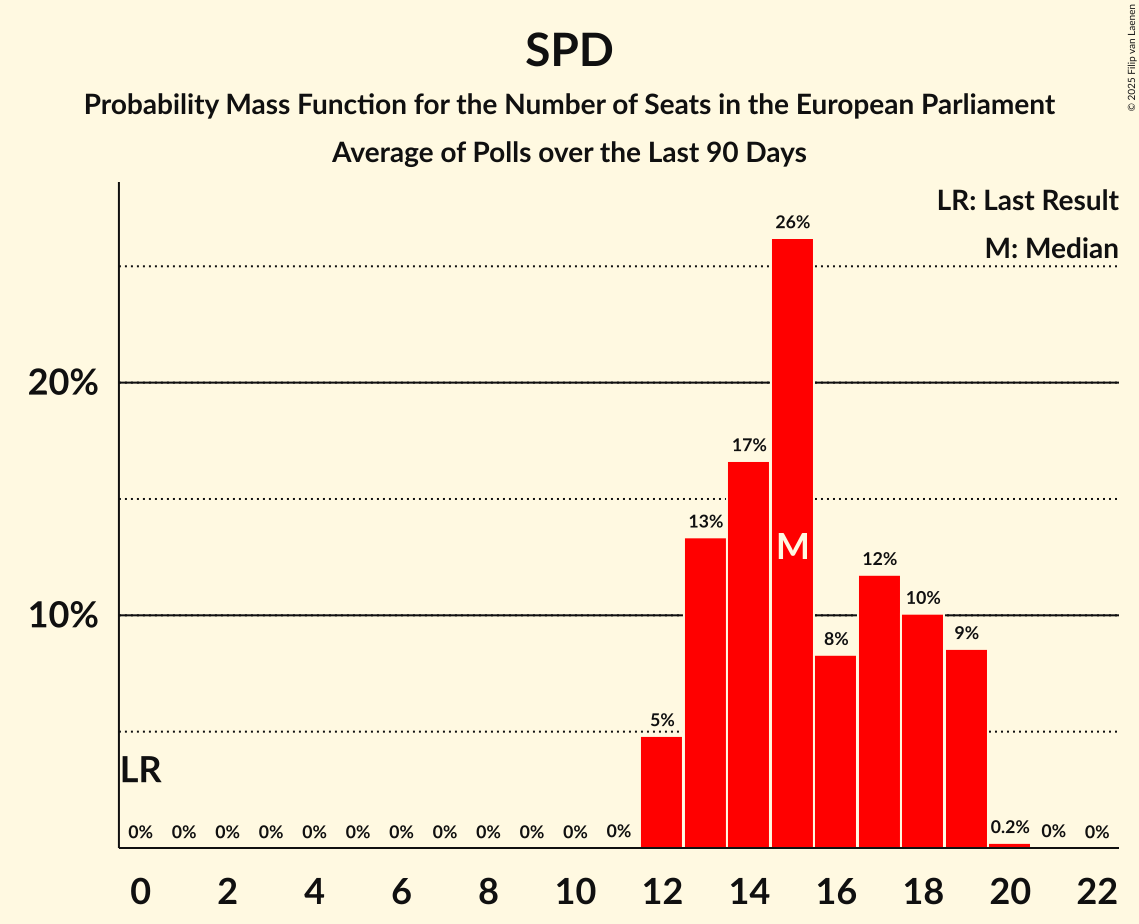 SPD
Probability Mass Function for the Number of Seats in the European Parliament
Average of Polls over the Last 90 Days
© 2025 Filip van Laenen
LR: Last Result
M: Median
26%
20%
17%
13%
M
12%
10%
10%
9%
8%
5%
LR
0% 0% 0% 0% 0% 0% 0% 0% 0% 0% 0% 0% 0.2% 0% 0%
0 2 4 6 8 10 12 14 16 18 20 22